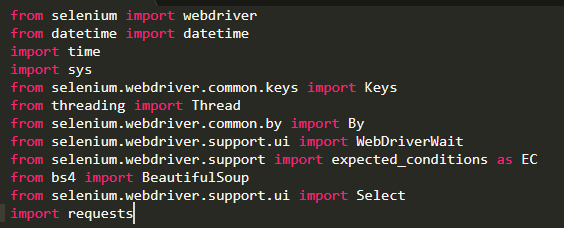 from selenium import webdriver
from datetime import datetime
import time
import sys
from selenium.webdriver.common.keys import Keys
from threading import Thread
from selenium.webdriver.common.by import By
from selenium.webdriver.support.ui import WebDriverWait
from selenium.webdriver.support import expected_conditions as EC
from bs4 import BeautifulSoup
from selenium.webdriver.support.ui import Select
import requests